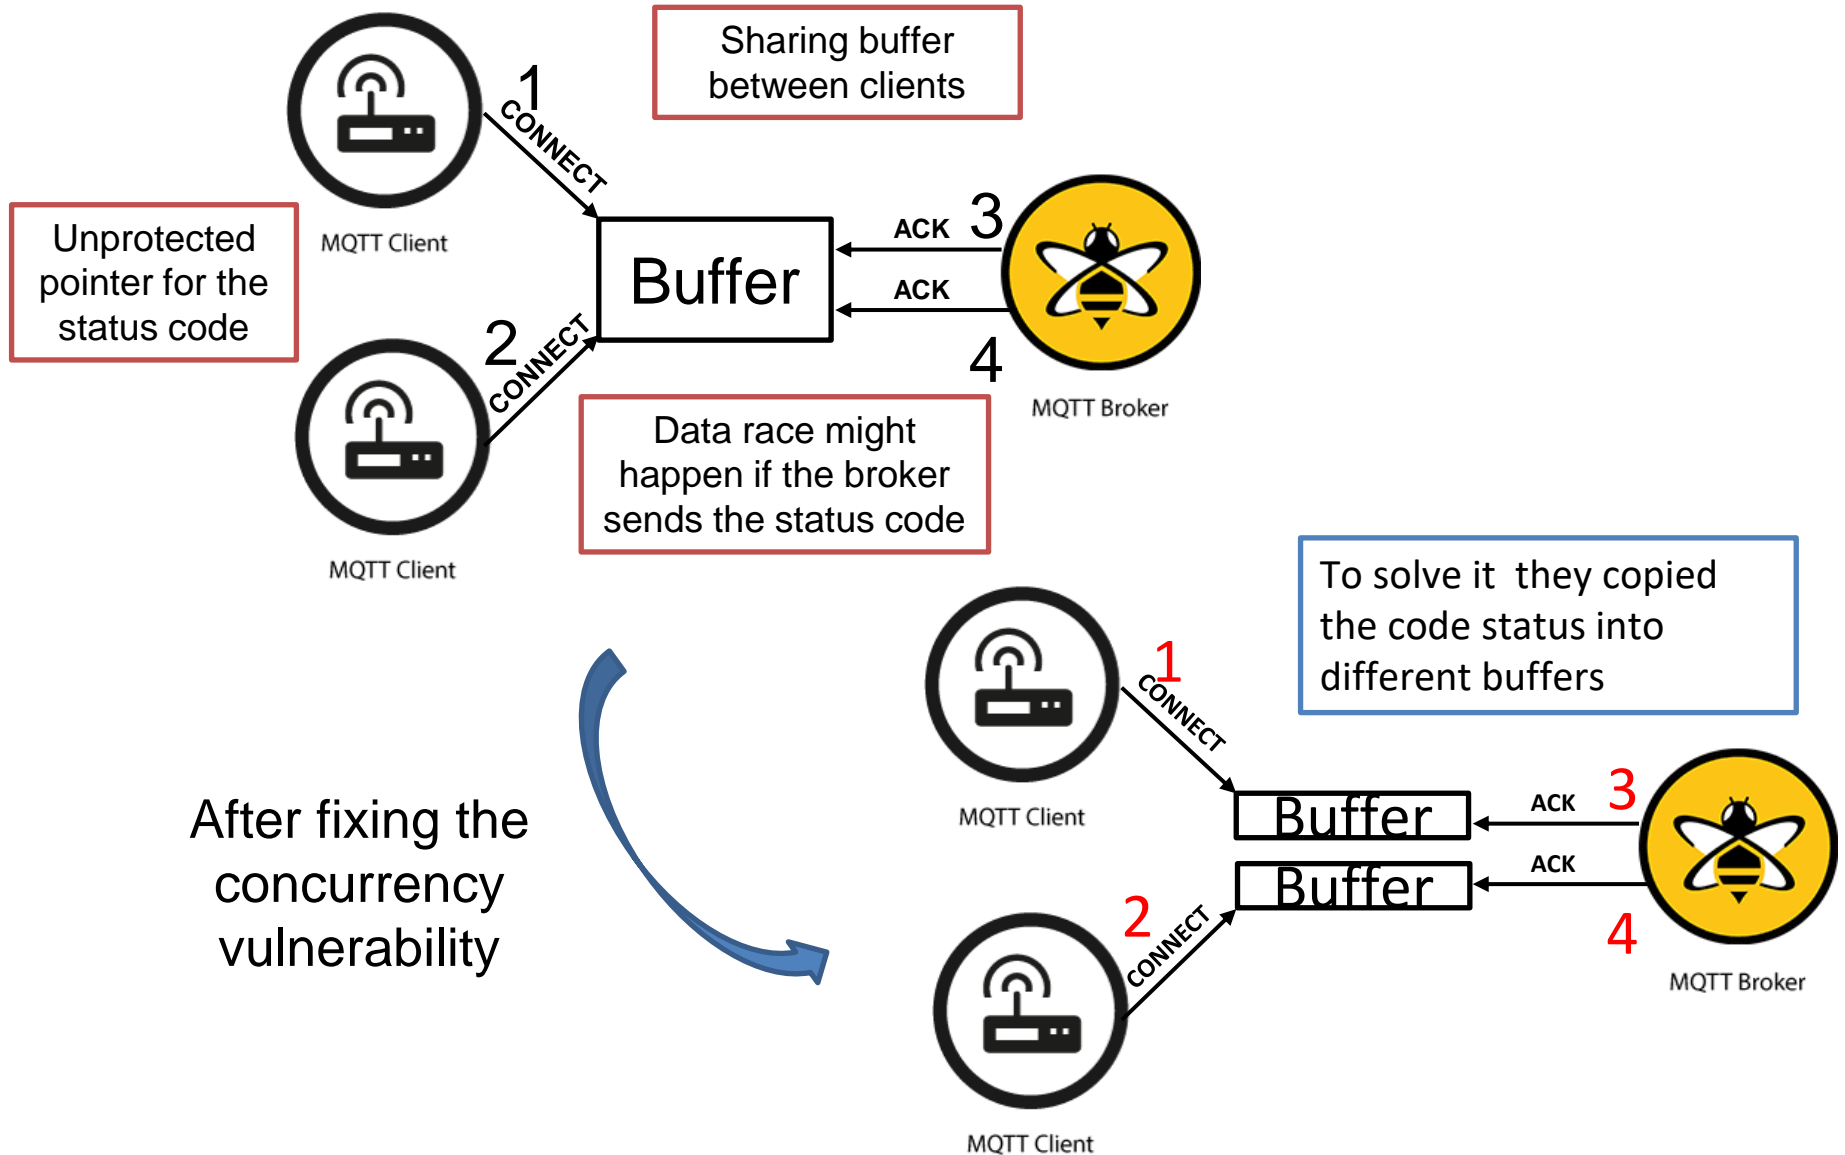 Sharing buffer
between clients
1
CONNECT
MQTT Client
Unprotected
pointer for the
status code
Buffer
ACK
3
ACK
4
MQTT Broker
2
CONNECT
MQTT Client
Data race might
happen if the broker
sends the status code
To solve it  they copied
the code status into
different buffers
After fixing the
concurrency
vulnerability
1
CONNECT
MQTT Client
Buffer
ACK
3
Buffer
ACK
4
MQTT Broker
2
CONNECT
MQTT Client